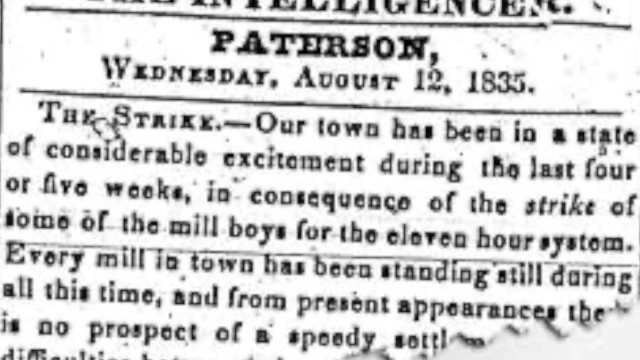 THE INTELLIGENCER.
PATERSON,
WEDNESDAY, AUGUST 12, 1835.
THE STRIKE.—Our town has been in a state
of considerable excitement during the last four
or five weeks, in consequence of the strike of
some of the mill boys for the eleven hour system.
Every mill in town has been standing still during
all this time, and from present appearances the
is no prospect of a speedy settl
difficulties